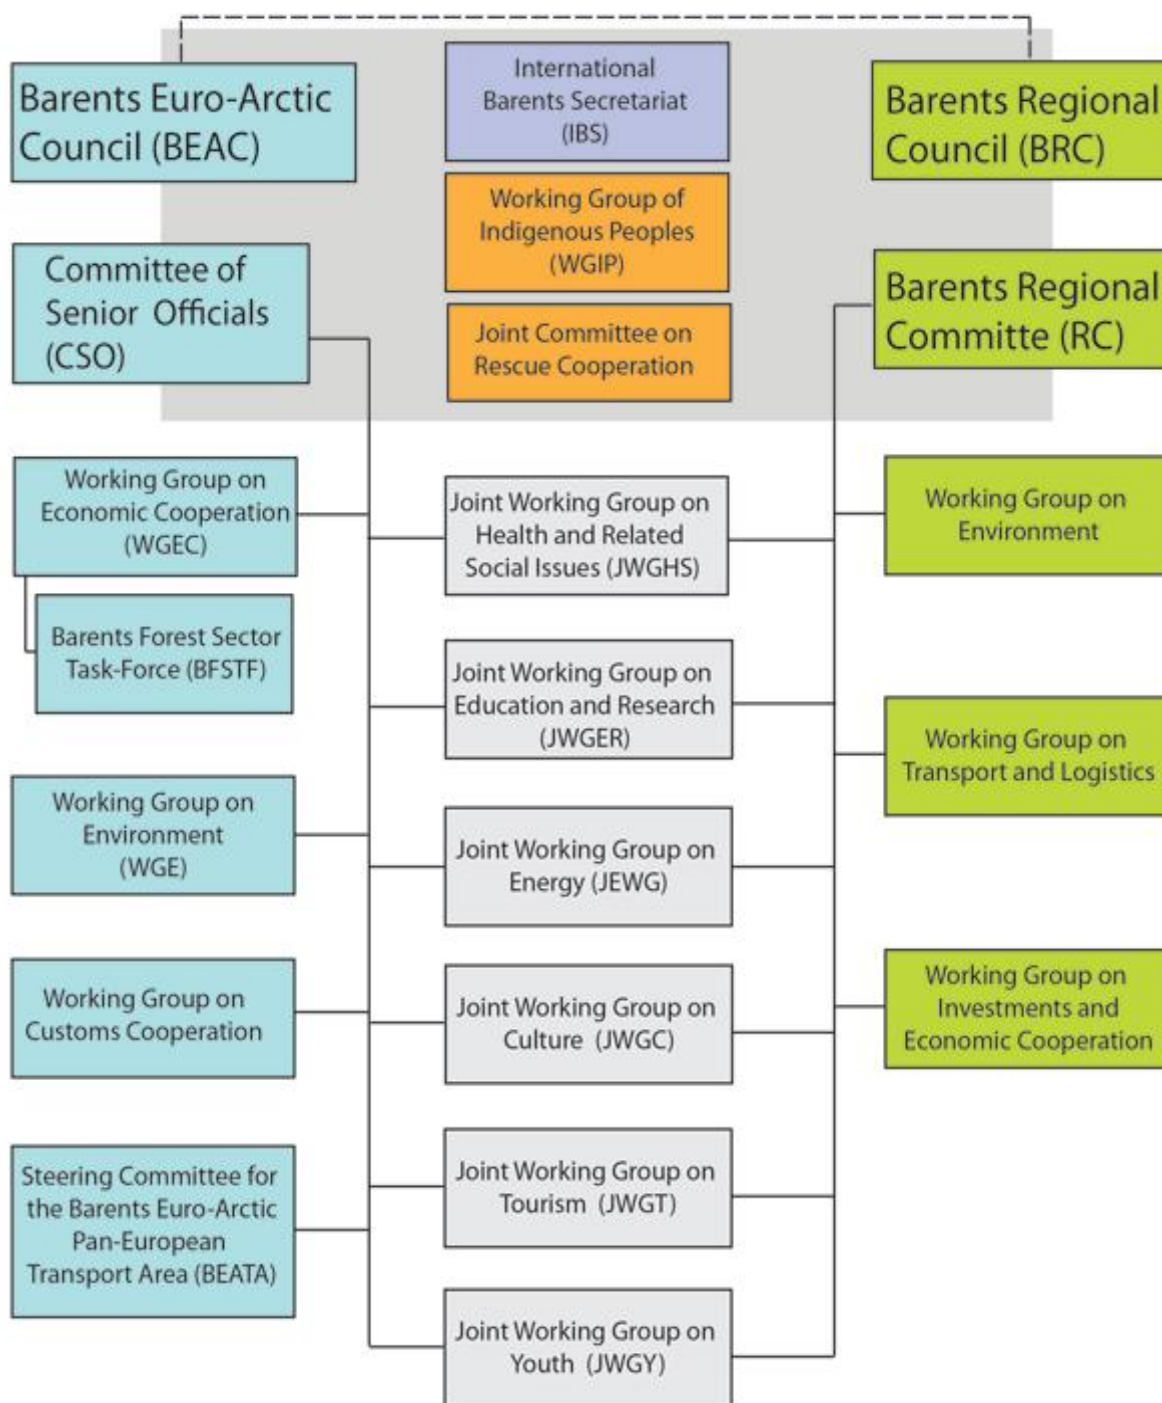 Barents Euro-Arctic
Council (BEAC)
International
Barents Secretariat
(IBS)
Barents Regional
Council (BRC)
Working Group of
Indigenous Peoples
(WGIP)
Committee of
Senior Officials
(CSO)
Joint Committee on
Rescue Cooperation
Barents Regional
Committe (RC)
Working Group on
Economic Cooperation
(WGEC)
Barents Forest Sector
Task-Force (BFSTF)
Working Group on
Environment
(WGE)
Working Group on
Customs Cooperation
Steering Committee for
the Barents Euro-Arctic
Pan-European
Transport Area (BEATA)
Joint Working Group on
Health and Related
Social Issues (JWGHS)
Joint Working Group on
Education and Research
(JWGER)
Joint Working Group on
Energy (JEWG)
Joint Working Group on
Culture (JWGC)
Joint Working Group on
Tourism (JWGT)
Joint Working Group on
Youth (JWGY)
Working Group on
Environment
Working Group on
Transport and Logistics
Working Group on
Investments and
Economic Cooperation